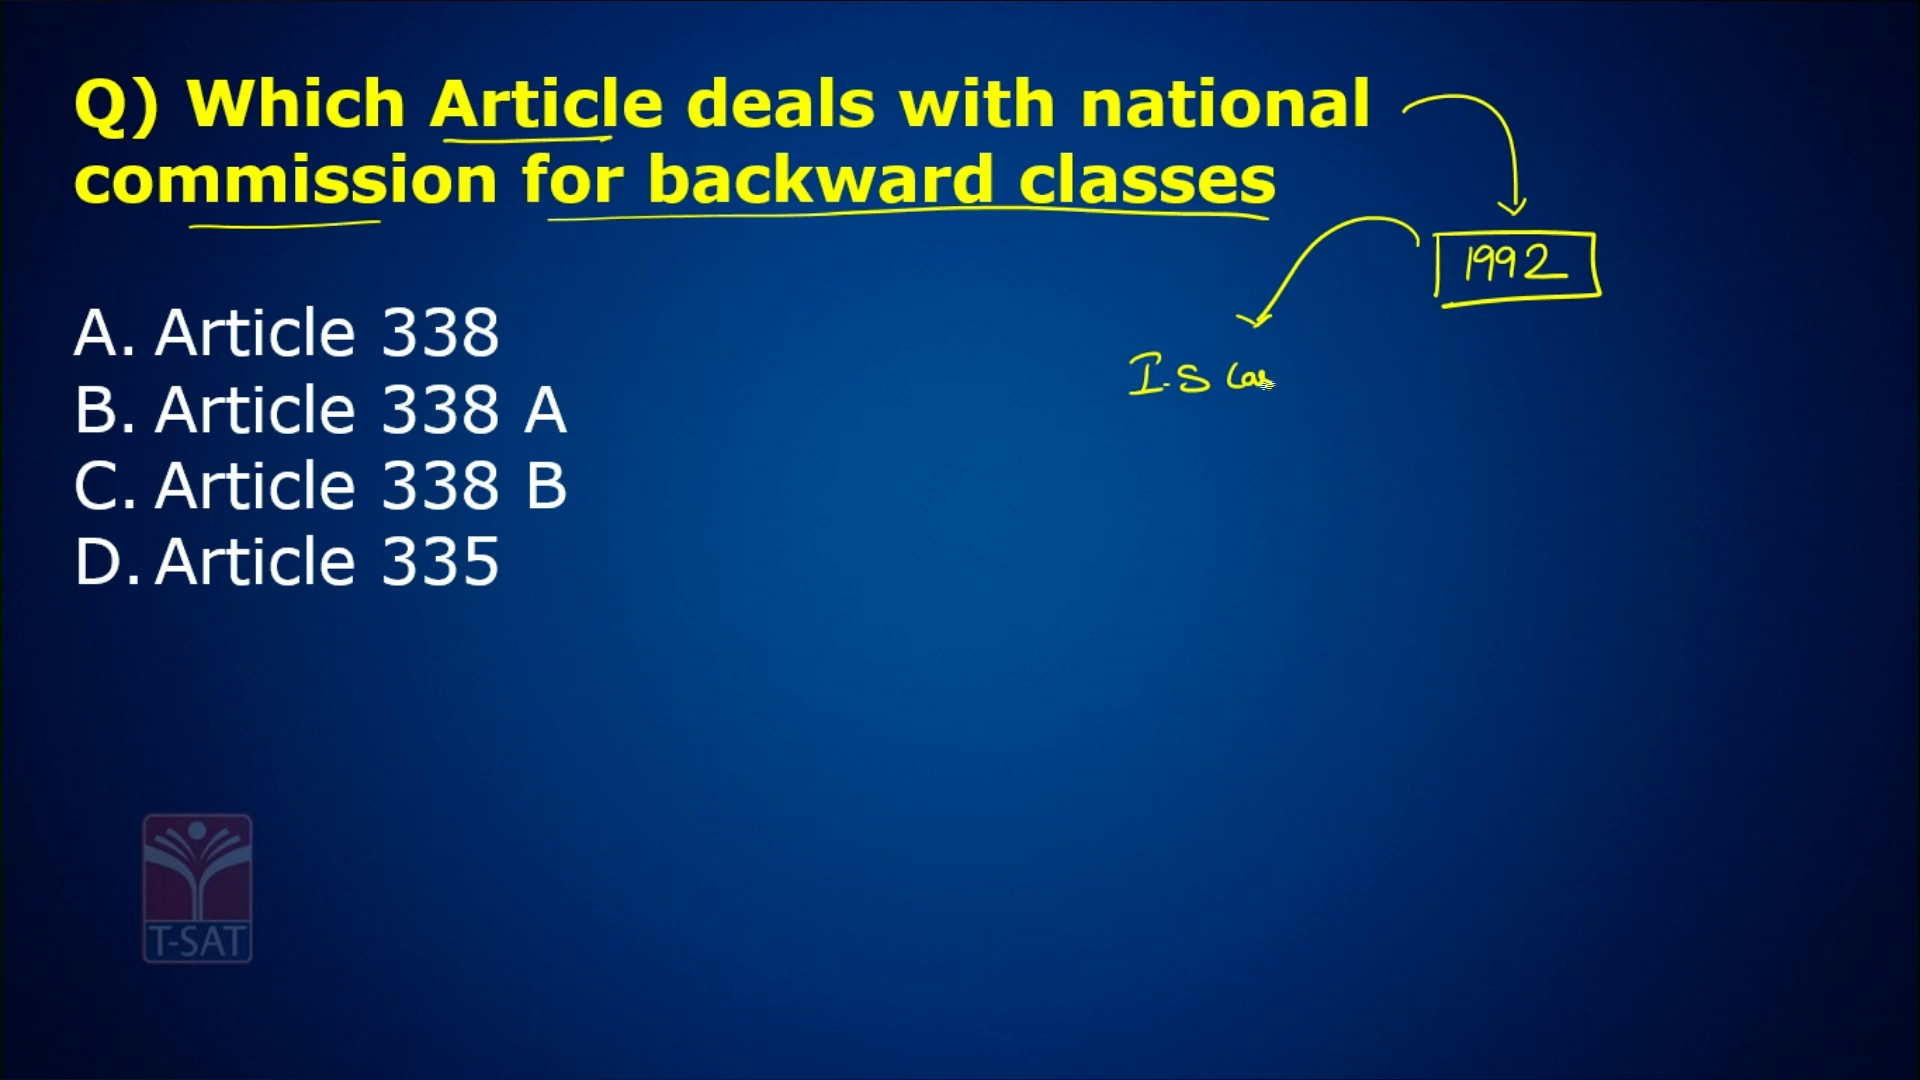 Q) Which Article deals with national
commission for backward classes
1992
I.S Cas
A. Article 338
B. Article 338 A
C. Article 338 B
D. Article 335
T-SAT